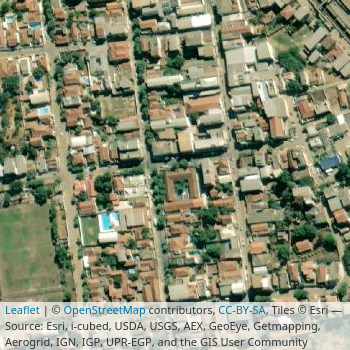 Leaflet | © OpenStreetMap contributors, CC-BY-SA, Tiles © Esri —
Source: Esri, i-cubed, USDA, USGS, AEX, GeoEye, Getmapping,
Aerogrid, IGN, IGP, UPR-EGP, and the GIS User Community